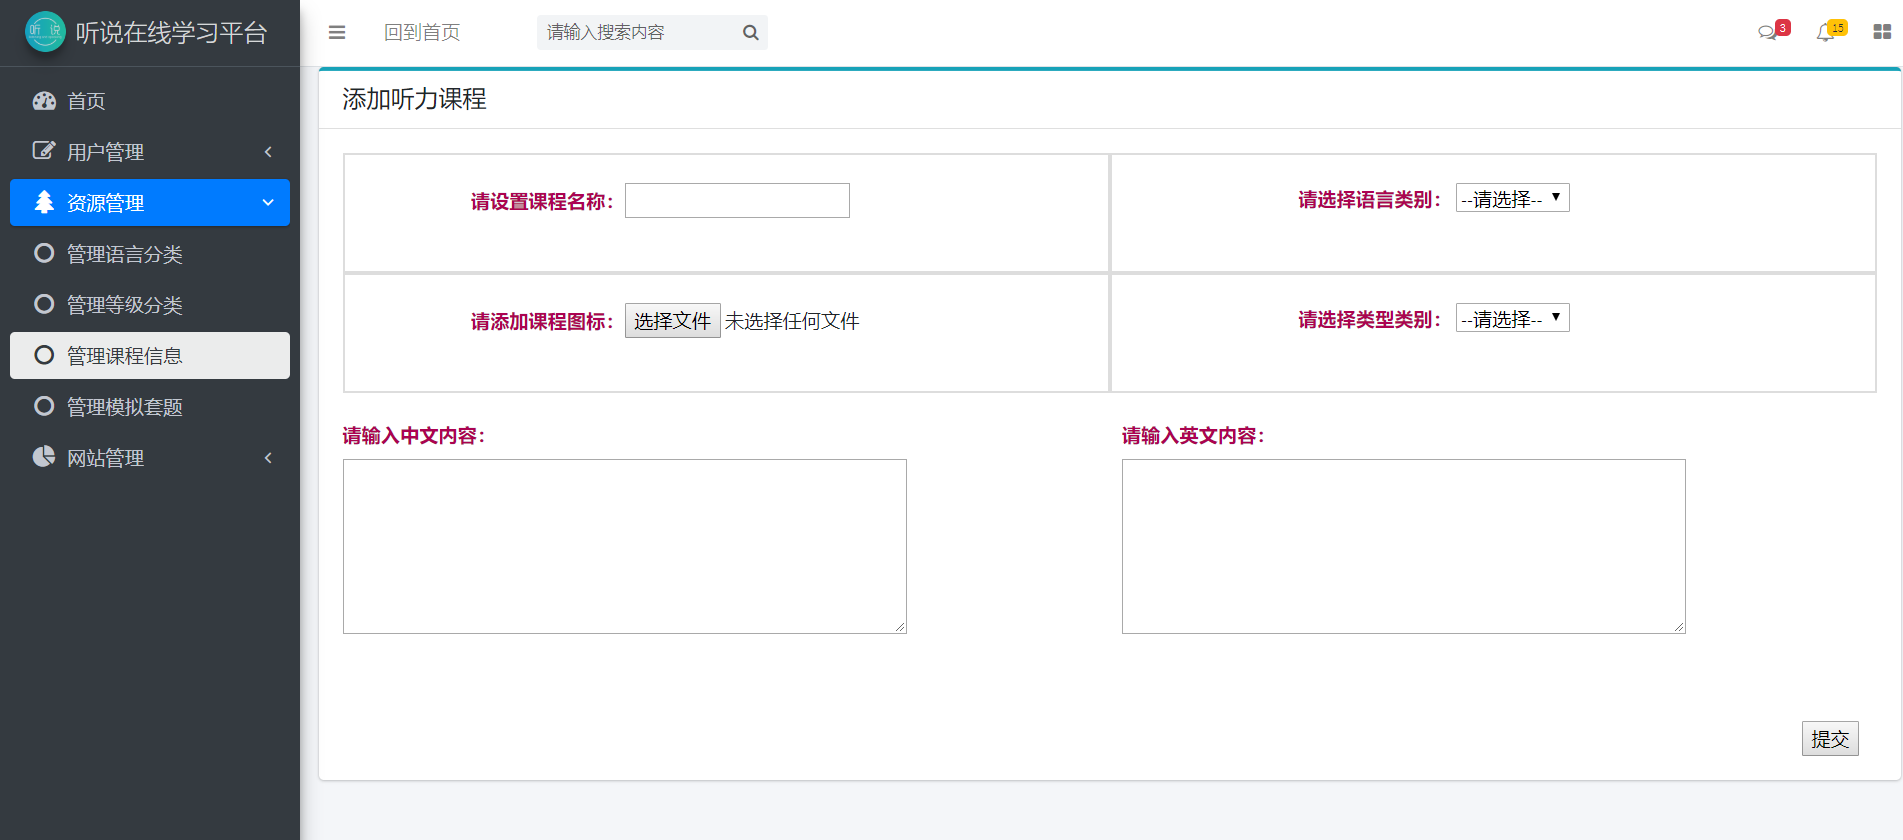 听说在线学习平台
回到首页
请输入搜索内容
3
15
首页
用户管理
资源管理
管理语言分类
管理等级分类
管理课程信息
管理模拟套题
网站管理
添加听力课程
请设置课程名称：
请选择语言类别： --请选择--
请添加课程图标： 选择文件 未选择任何文件
请选择类型类别： --请选择--
请输入中文内容：
请输入英文内容：
提交